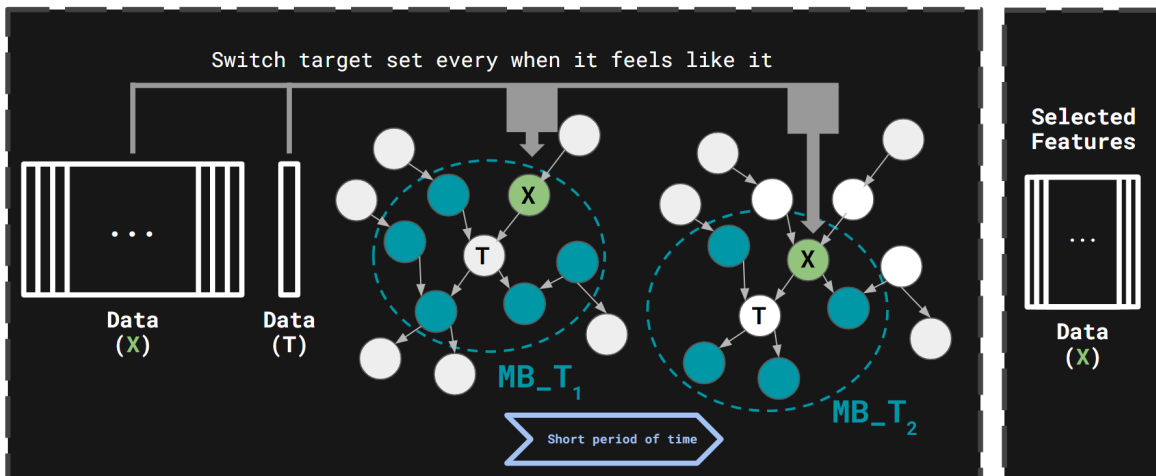 Switch target set every when it feels like it
Selected
Features
X
X
T
...
...
T
Data
(X)
Data
(T)
Data
(X)
MB_T1
MB_T2
Short period of time